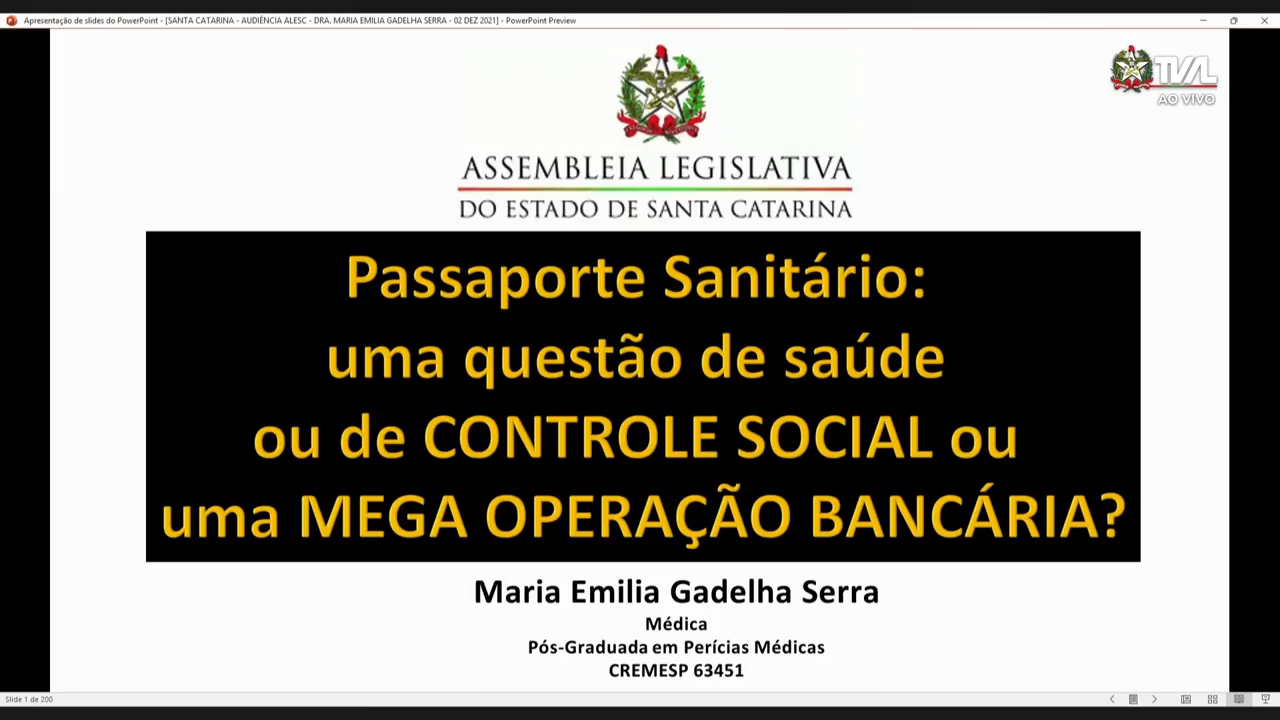 Apresentação de slides do PowerPoint - [SANTA CATARINA - AUDIÊNCIA ALESC - DRA. MARIA EMILIA GADELHA SERRA - 02 DEZ 2021] - PowerPoint Preview
TVAL
AO VIVO
ASSEMBLEIA LEGISLATIVA
DO ESTADO DE SANTA CATARINA
Passaporte Sanitário:
uma questão de saúde
ou de CONTROLE SOCIAL ou
uma MEGA OPERAÇÃO BANCÁRIA?
Maria Emilia Gadelha Serra
Médica
Pós-Graduada em Perícias Médicas
CREMESP 63451
Slide 1 de 200